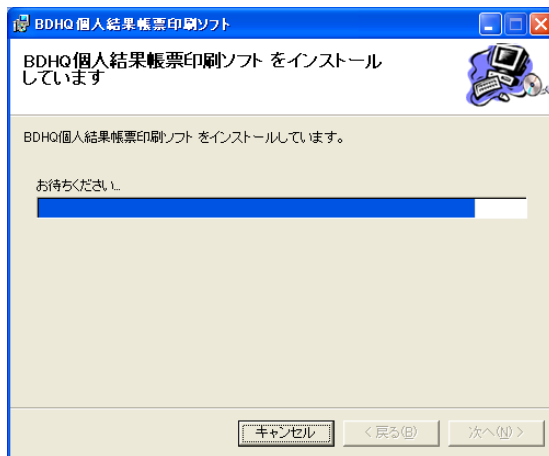 BDHQ個人結果帳票印刷ソフト
BDHQ個人結果帳票印刷ソフト をインストール
しています
BDHQ個人結果帳票印刷ソフト をインストールしています。
お待ちください...
キャンセル
< 戻る(B)
次へ(N) >